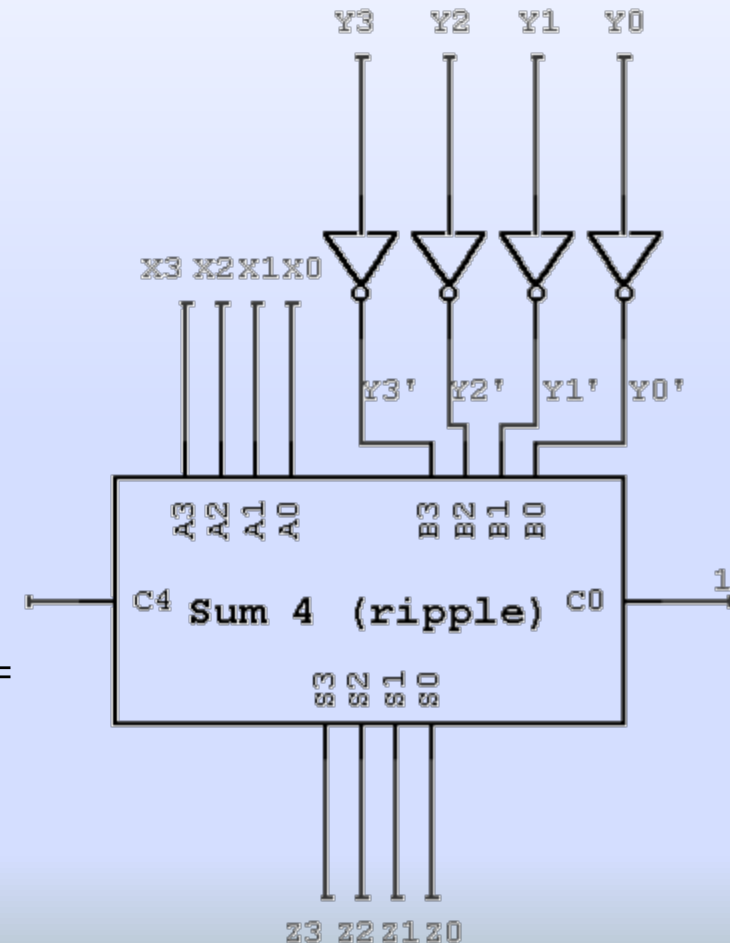 Y3 Y2 Y1 Y0
X3 X2 X1 X0
Y3' Y2' Y1' Y0'
A3 A2 A1 A0 B3 B2 B1 B0
1
C4 Sum 4 (ripple) C0
=
S3 S2 S1 S0
Z3 Z2 Z1 Z0